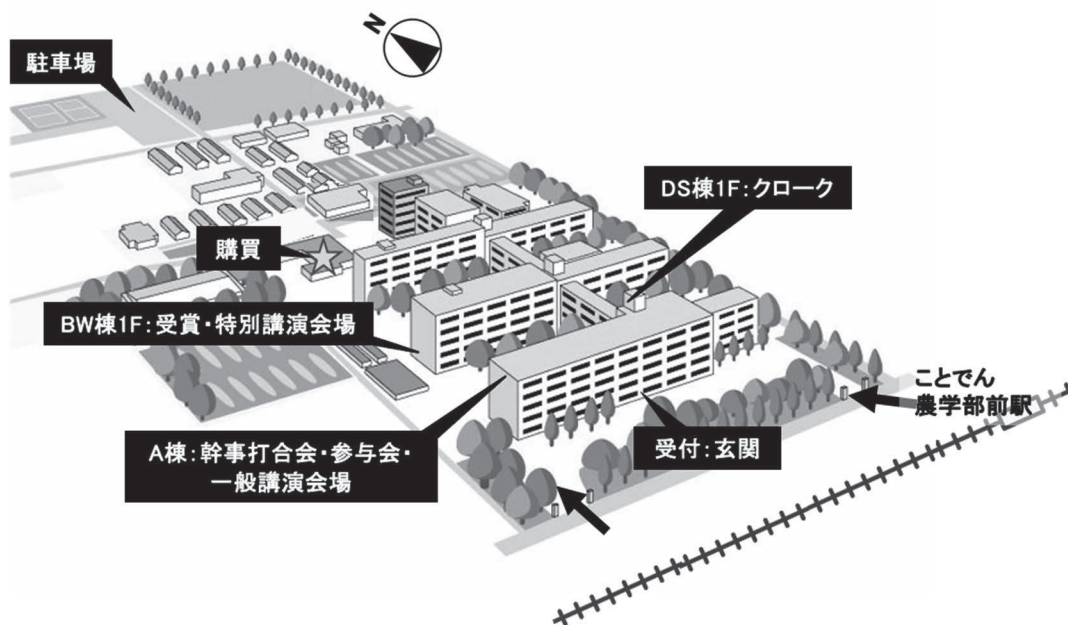 N
駐車場
DS棟1F:クローク
購買
BW棟1F:受賞・特別講演会場
ことでん
農学部前駅
A棟:幹事打合会・参与会・
一般講演会場
受付:玄関